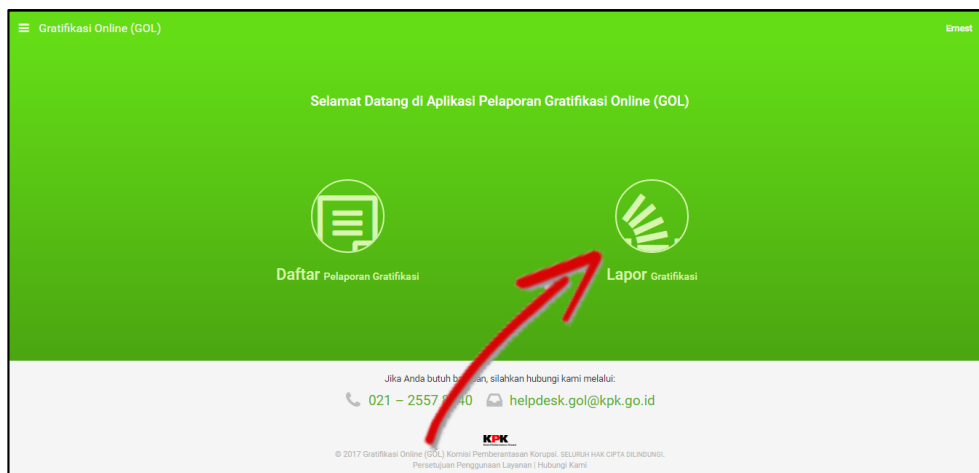 Gratifikasi Online (GOL)
Ernest
Selamat Datang di Aplikasi Pelaporan Gratifikasi Online (GOL)
Daftar Pelaporan Gratifikasi
Lapor Gratifikasi
Jika Anda butuh, silahkan hubungi kami melalui:
021 – 2557 40
helpdesk.gol@kpk.go.id
KPK
© 2017 Gratifikasi Online (GOL) Komisi Pemberantasan Korupsi. SELURUH HAK CIPTA DILINDUNGI.
Persetujuan Penggunaan Layanan | Hubungi Kami